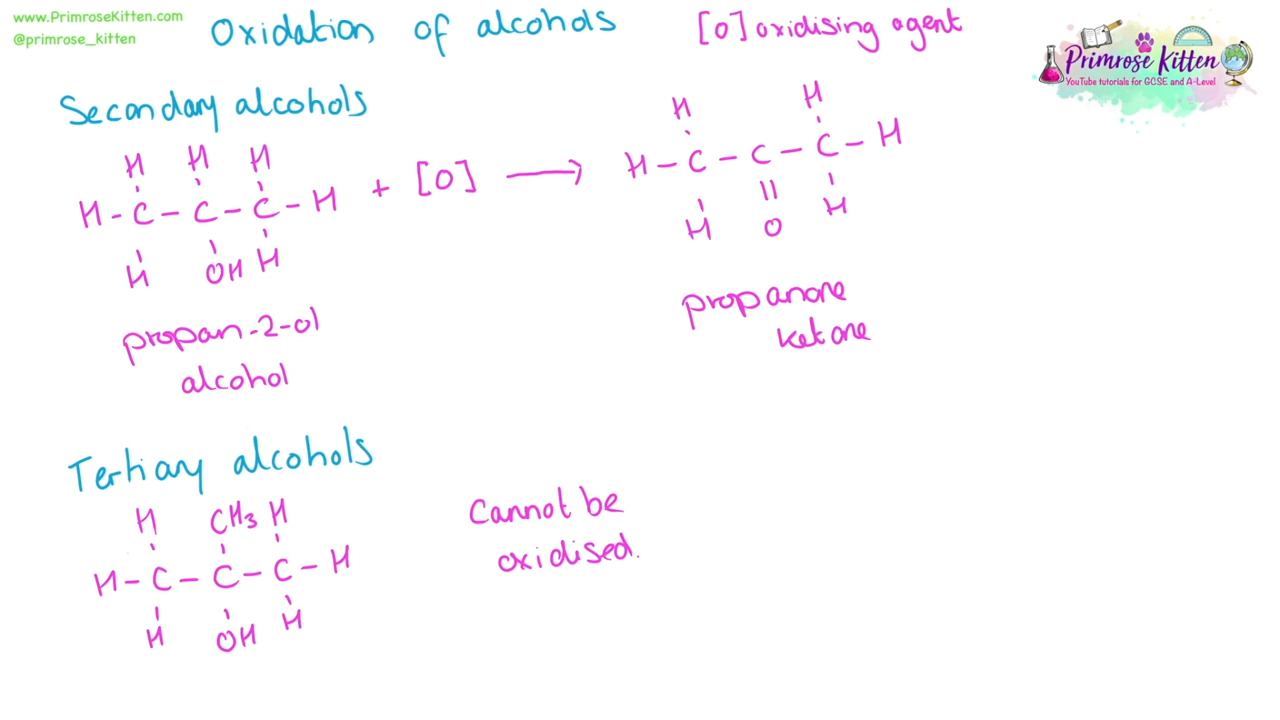 www.PrimroseKitten.com
@primrose_kitten
Oxidation of alcohols
[O] oxidising agent
Primrose Kitten
YouTube tutorials for GCSE and A-Level
Secondary alcohols
H H H
H - C - C - C - H + [O] ⟶
H OH H
propan-2-ol
alcohol
H H
H - C - C - C - H
H O H
propanone
ketone
Tertiary alcohols
H CH3 H
H - C - C - C - H
H OH H
Cannot be
oxidised.